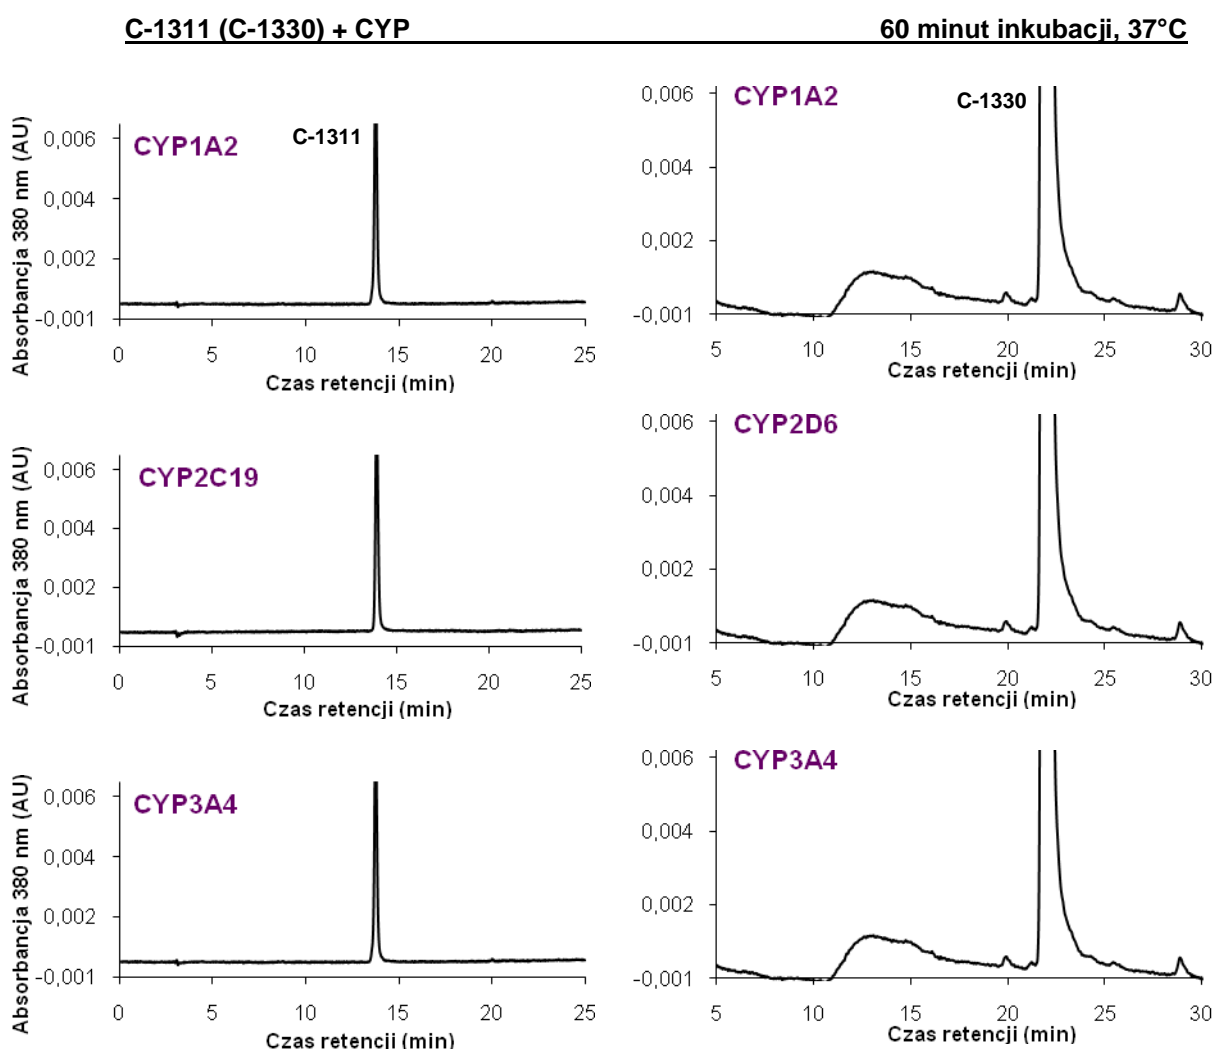 C-1311 (C-1330) + CYP 60 minut inkubacji, 37°C
Absorbancja 380 nm (AU)
CYP1A2
C-1311
0,006
0,004
0,002
-0,001
0 5 10 15 20 25
Czas retencji (min)
CYP1A2
C-1330
0,006
0,004
0,002
-0,001
5 10 15 20 25 30
Czas retencji (min)
Absorbancja 380 nm (AU)
CYP2C19
0,006
0,004
0,002
-0,001
0 5 10 15 20 25
Czas retencji (min)
CYP2D6
0,006
0,004
0,002
-0,001
5 10 15 20 25 30
Czas retencji (min)
Absorbancja 380 nm (AU)
CYP3A4
0,006
0,004
0,002
-0,001
0 5 10 15 20 25
Czas retencji (min)
CYP3A4
0,006
0,004
0,002
-0,001
5 10 15 20 25 30
Czas retencji (min)